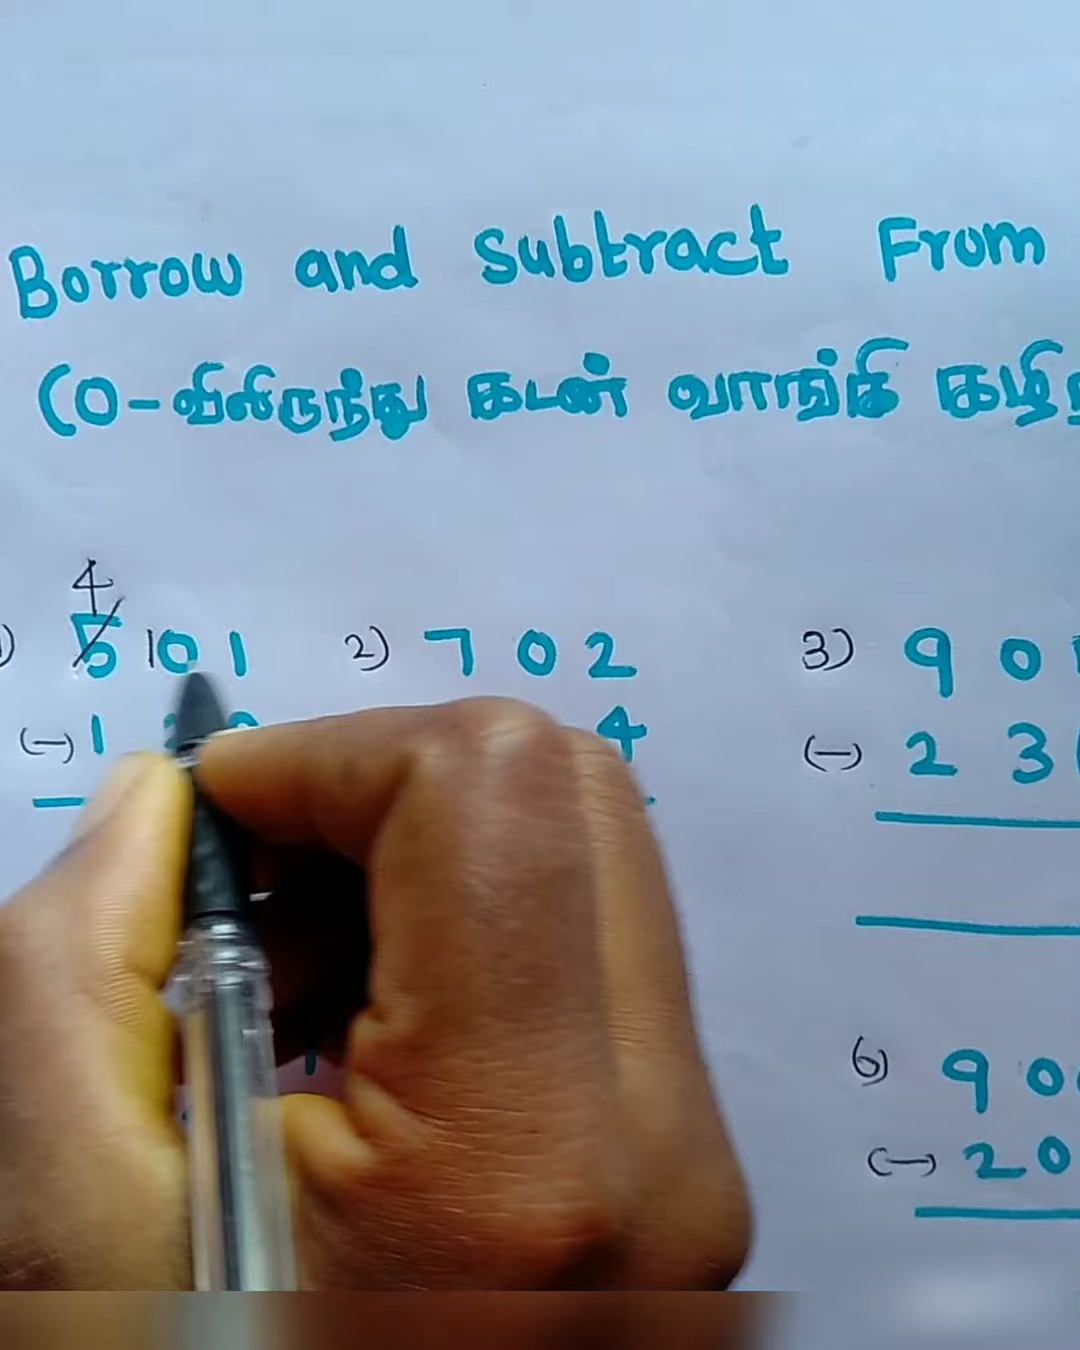 Borrow and Subtract From
(0-விலிருந்து கடன் வாங்கி கழி
4
5 10 1
(-) 1
2) 7 0 2
4
3) 9 0
(-) 2 3
6) 9 0
(-) 2 0